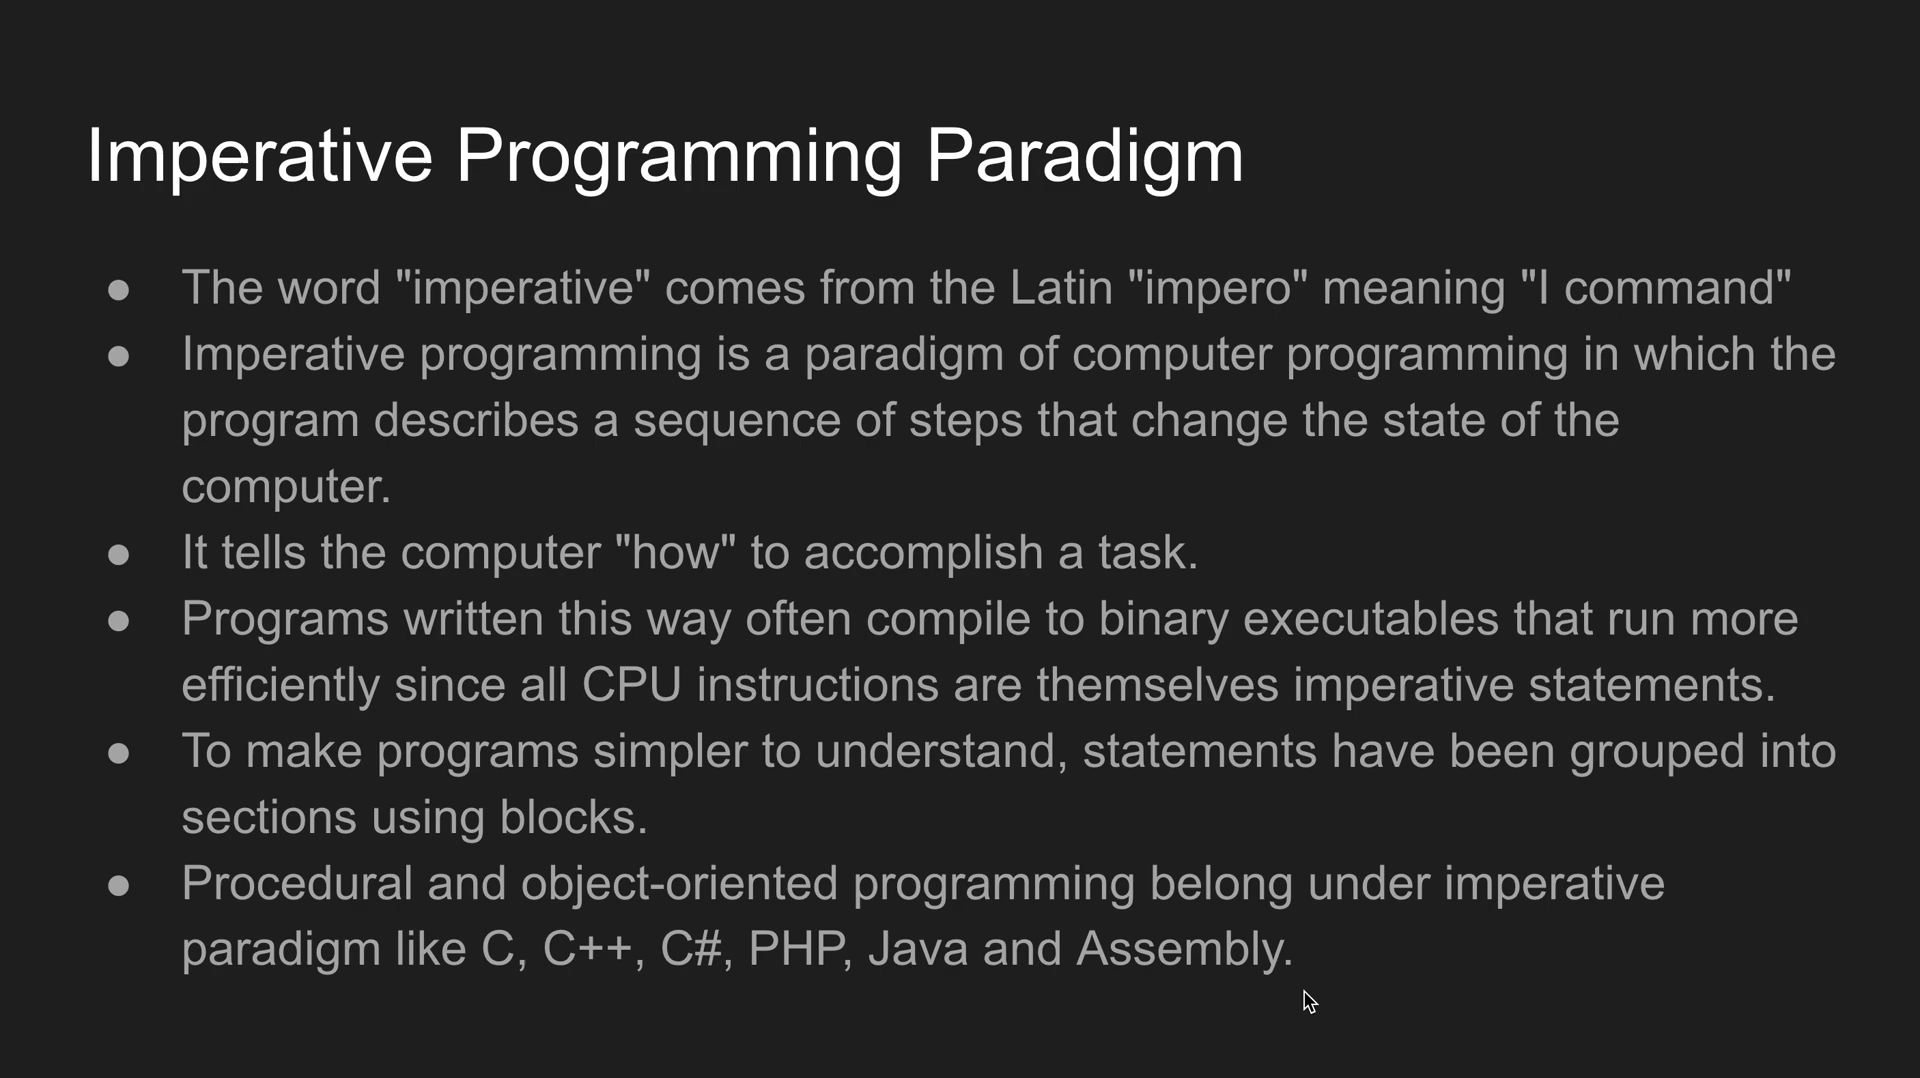 Imperative Programming Paradigm
● The word "imperative" comes from the Latin "impero" meaning "I command"
● Imperative programming is a paradigm of computer programming in which the
program describes a sequence of steps that change the state of the
computer.
● It tells the computer "how" to accomplish a task.
● Programs written this way often compile to binary executables that run more
efficiently since all CPU instructions are themselves imperative statements.
● To make programs simpler to understand, statements have been grouped into
sections using blocks.
● Procedural and object-oriented programming belong under imperative
paradigm like C, C++, C#, PHP, Java and Assembly.